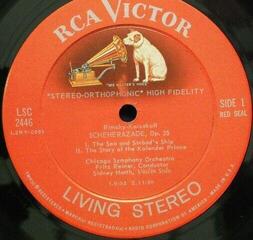 RCA VICTOR
"HIS MASTER'S VOICE"
"STEREO-ORTHOPHONIC" HIGH FIDELITY
LSC
2446
SIDE 1
RED SEAL
Rimsky-Korsakoff
SCHEHERAZADE, Op. 35
I. The Sea and Sinbad's Ship
II. The Story of the Kalender Prince
Chicago Symphony Orchestra
Fritz Reiner, Conductor
Sidney Harth, Violin Solo
LIVING STEREO